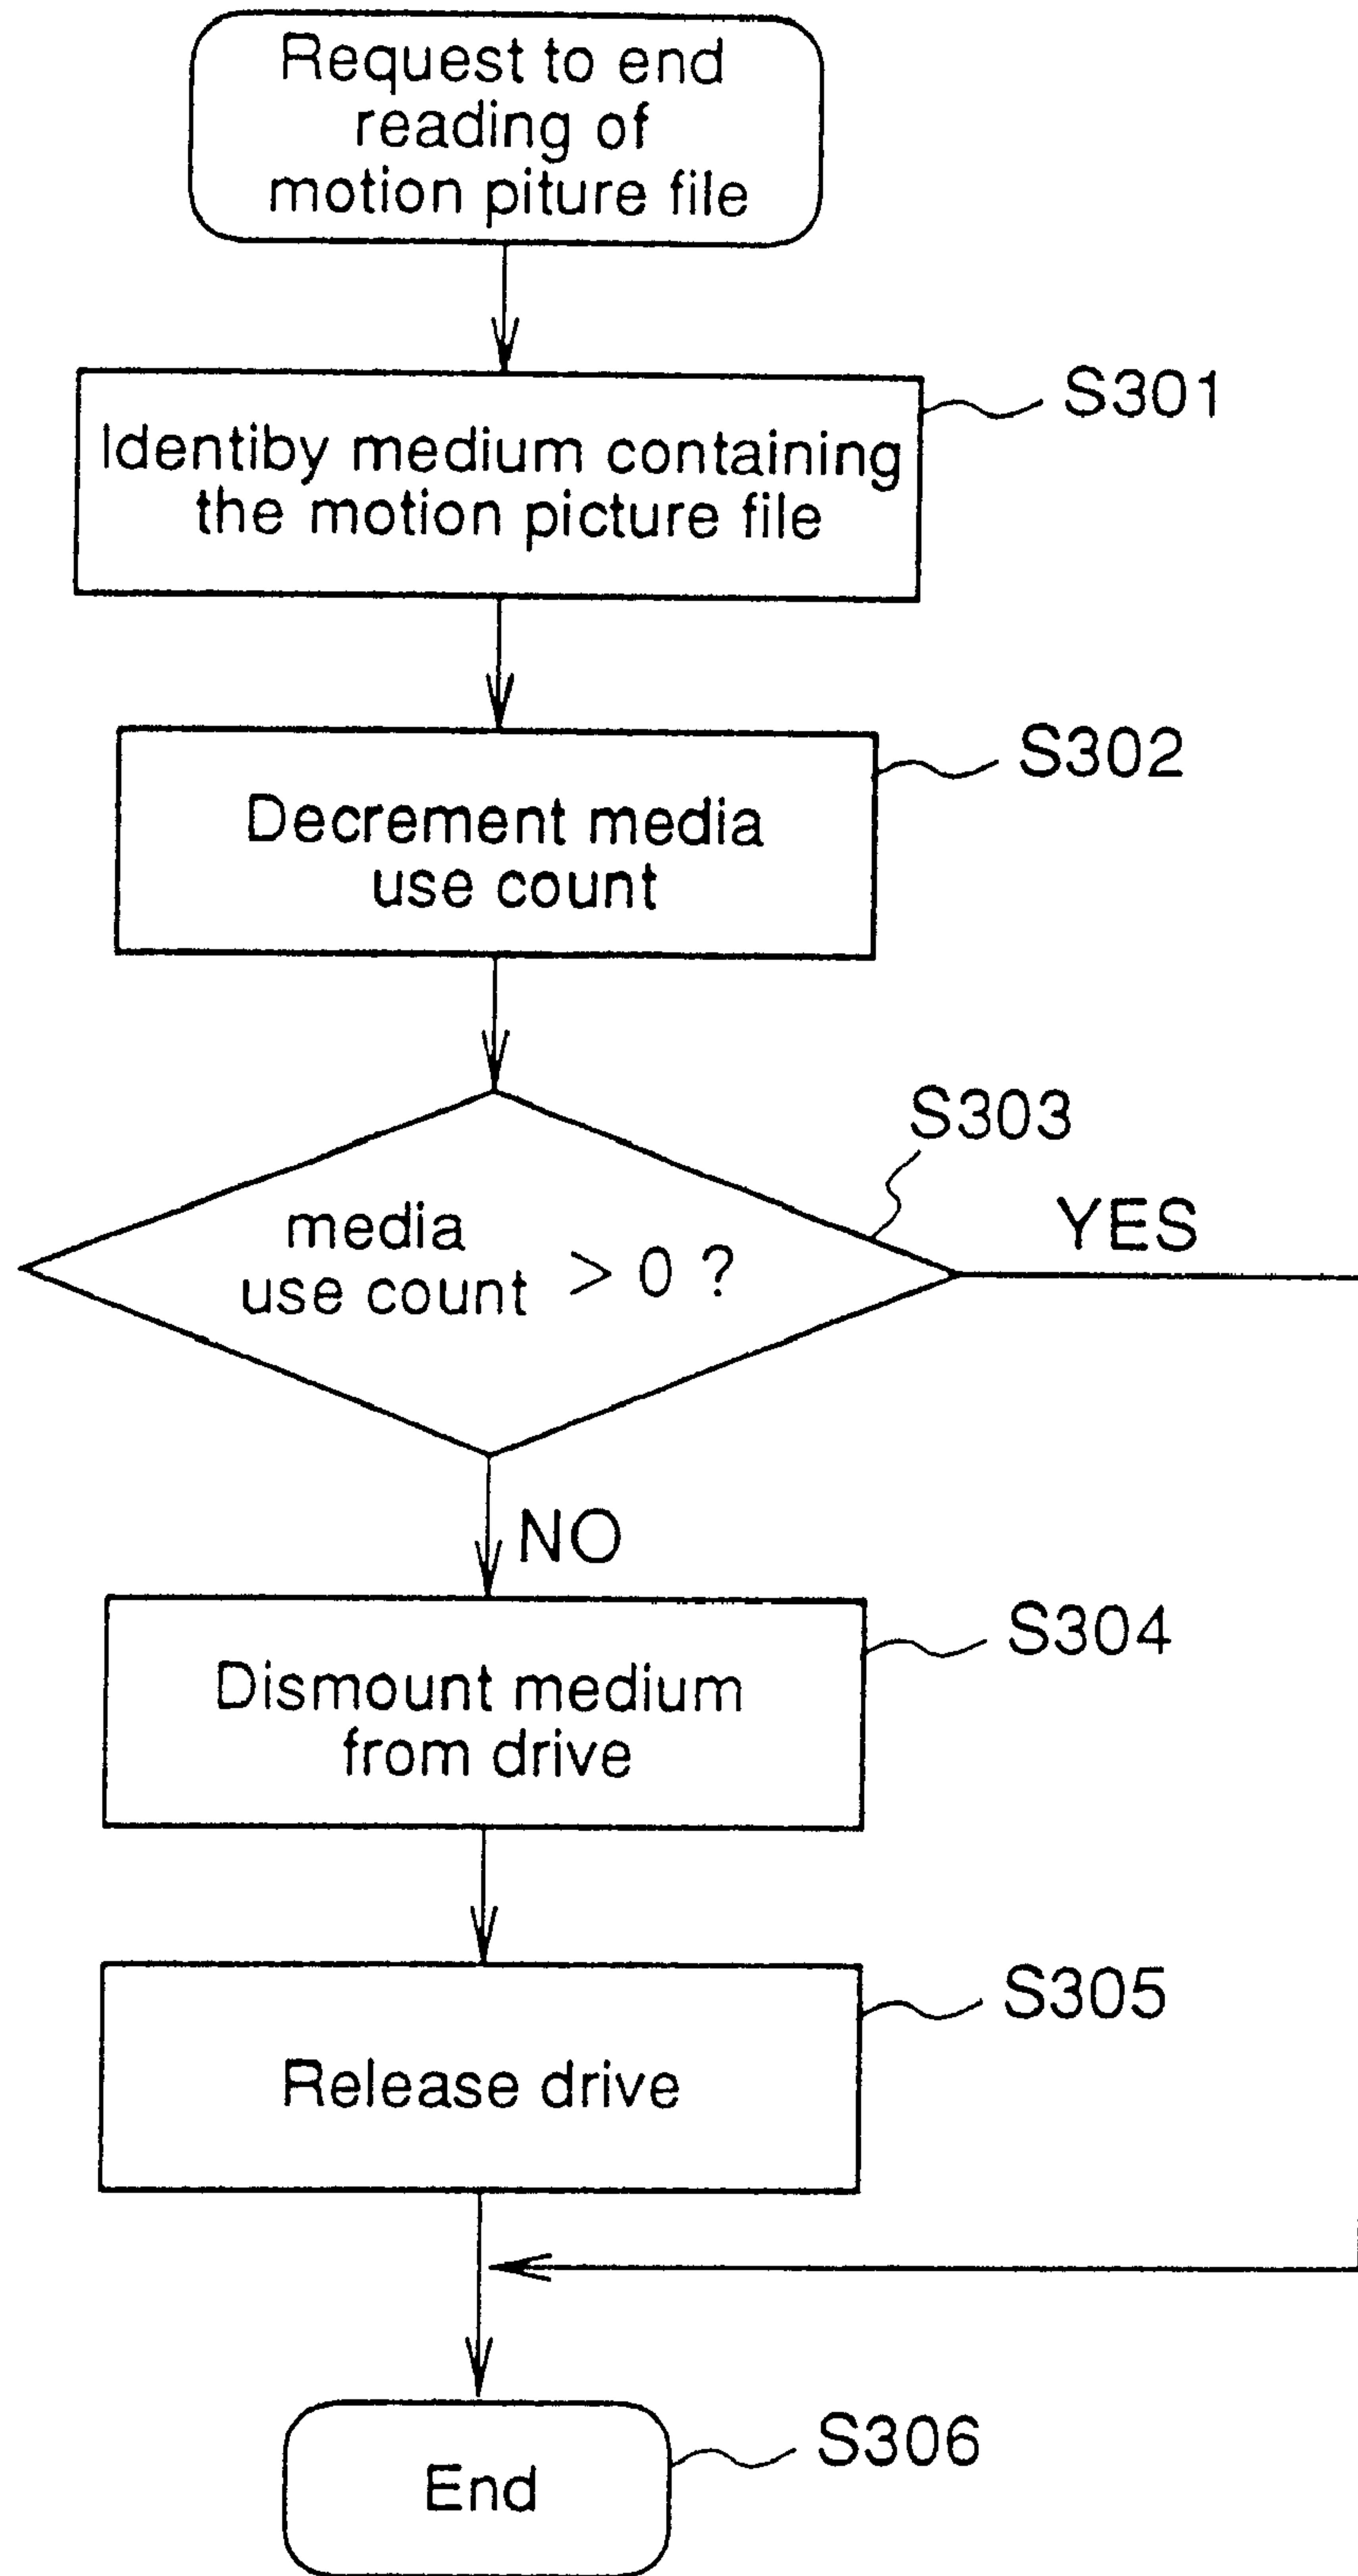 Request to end
reading of
motion piture file
S301
Identiby medium containing
the motion picture file
S302
Decrement media
use count
S303
YES
media
use count > 0 ?
NO
S304
Dismount medium
from drive
S305
Release drive
S306
End